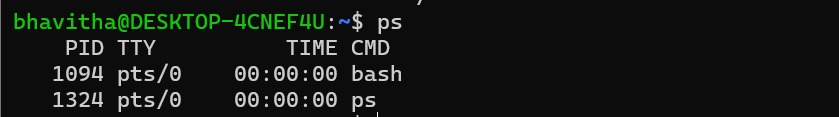 bhavitha@DESKTOP-4CNEF4U:~$ ps
    PID TTY          TIME CMD
   1094 pts/0    00:00:00 bash
   1324 pts/0    00:00:00 ps